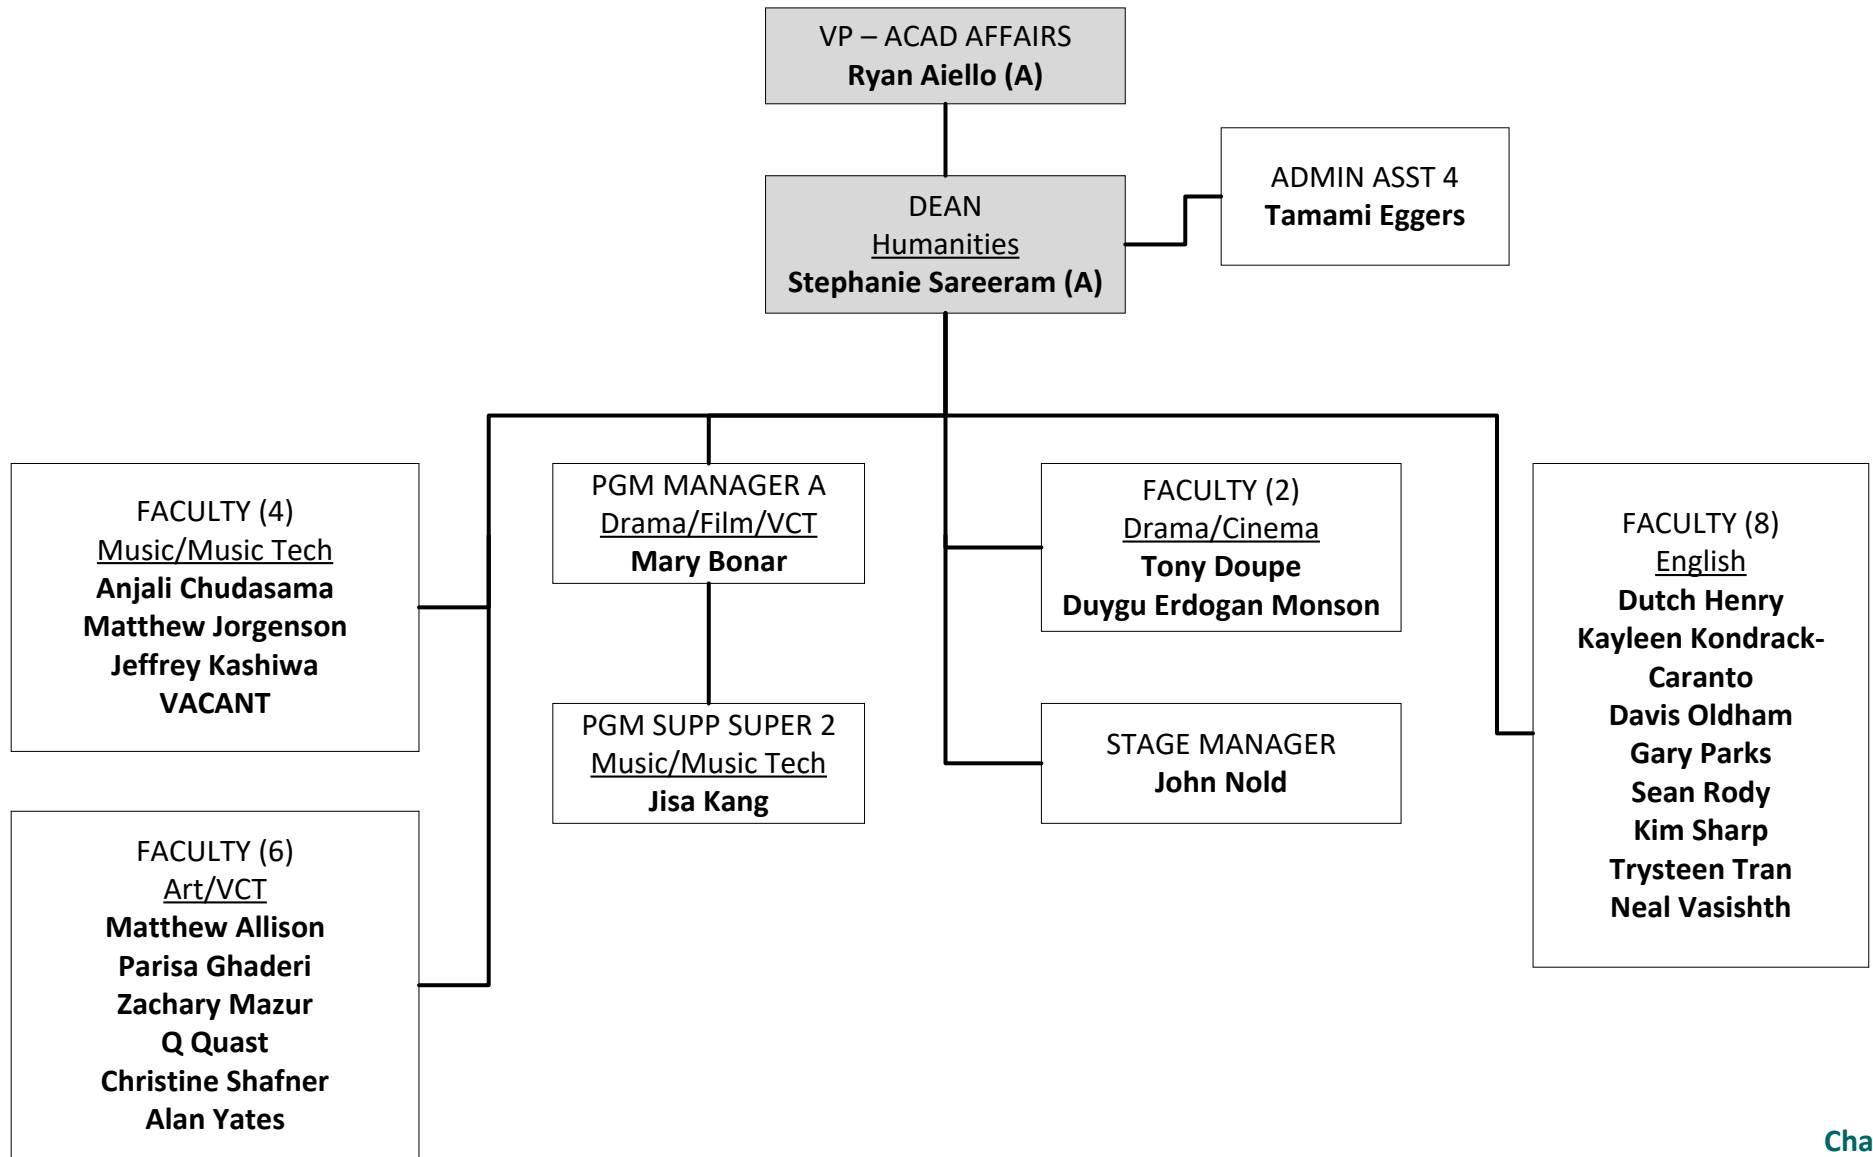 VP – ACAD AFFAIRS
Ryan Aiello (A)
DEAN
Humanities
Stephanie Sareeram (A)
ADMIN ASST 4
Tamami Eggers
FACULTY (4)
Music/Music Tech
Anjali Chudasama
Matthew Jorgenson
Jeffrey Kashiwa
VACANT
PGM MANAGER A
Drama/Film/VCT
Mary Bonar
FACULTY (2)
Drama/Cinema
Tony Doupe
Duygu Erdogan Monson
FACULTY (8)
English
Dutch Henry
Kayleen Kondrack-
Caranto
Davis Oldham
Gary Parks
Sean Rody
Kim Sharp
Trysteen Tran
Neal Vasishth
PGM SUPP SUPER 2
Music/Music Tech
Jisa Kang
STAGE MANAGER
John Nold
FACULTY (6)
Art/VCT
Matthew Allison
Parisa Ghaderi
Zachary Mazur
Q Quast
Christine Shafner
Alan Yates
Cha